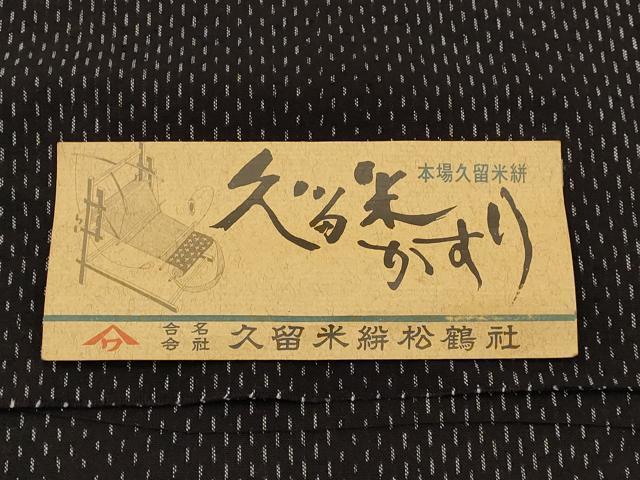 本場久留米絣
久留米
かすり
合名会社 久留米絣松鶴社